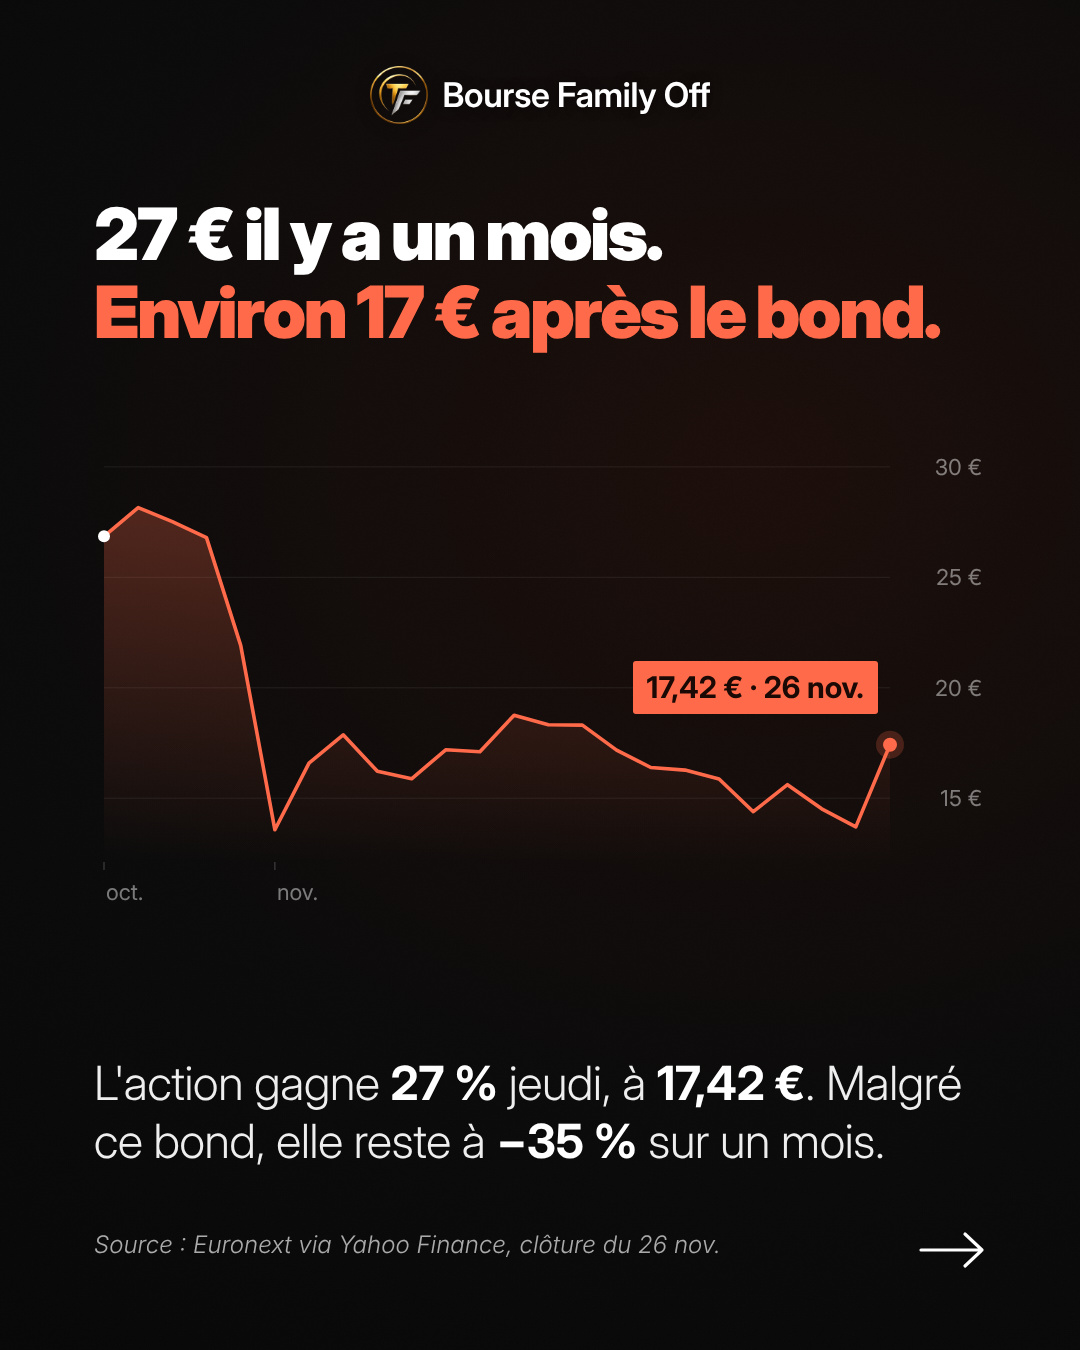 TF Bourse Family Off
27 € il y a un mois.
Environ 17 € après le bond.
30 €
25 €
17,42 € · 26 nov.
20 €
15 €
oct.
nov.
L'action gagne 27 % jeudi, à 17,42 €. Malgré
ce bond, elle reste à −35 % sur un mois.
Source : Euronext via Yahoo Finance, clôture du 26 nov.